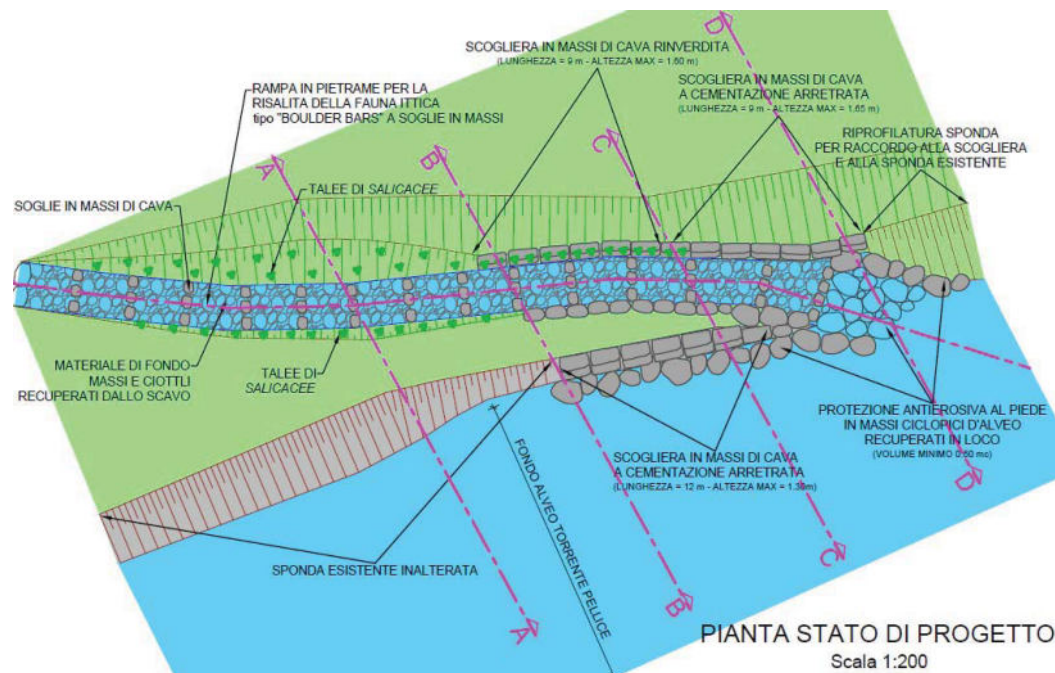 SCOGLIERA IN MASSI DI CAVA RINVERDITA
(LUNGHEZZA = 9 m - ALTEZZA MAX = 1.60 m)
D
SCOGLIERA IN MASSI DI CAVA
A CEMENTAZIONE ARRETRATA
(LUNGHEZZA = 9 m - ALTEZZA MAX = 1.65 m)
RAMPA IN PIETRAME PER LA
RISALITA DELLA FAUNA ITTICA
tipo "BOULDER BARS" A SOGLIE IN MASSI
RIPROFILATURA SPONDA
PER RACCORDO ALLA SCOGLIERA
E ALLA SPONDA ESISTENTE
A
B
C
TALEE DI SALICACEE
SOGLIE IN MASSI DI CAVA
MATERIALE DI FONDO
MASSI E CIOTTLI
RECUPERATI DALLO SCAVO
TALEE DI
SALICACEE
PROTEZIONE ANTIEROSIVA AL PIEDE
IN MASSI CICLOPICI D'ALVEO
RECUPERATI IN LOCO
(VOLUME MINIMO 0.60 mc)
SCOGLIERA IN MASSI DI CAVA
A CEMENTAZIONE ARRETRATA
(LUNGHEZZA = 12 m - ALTEZZA MAX = 1.35m)
FONDO ALVEO TORRENTE PELLICE
SPONDA ESISTENTE INALTERATA
A
B
C
D
PIANTA STATO DI PROGETTO
Scala 1:200